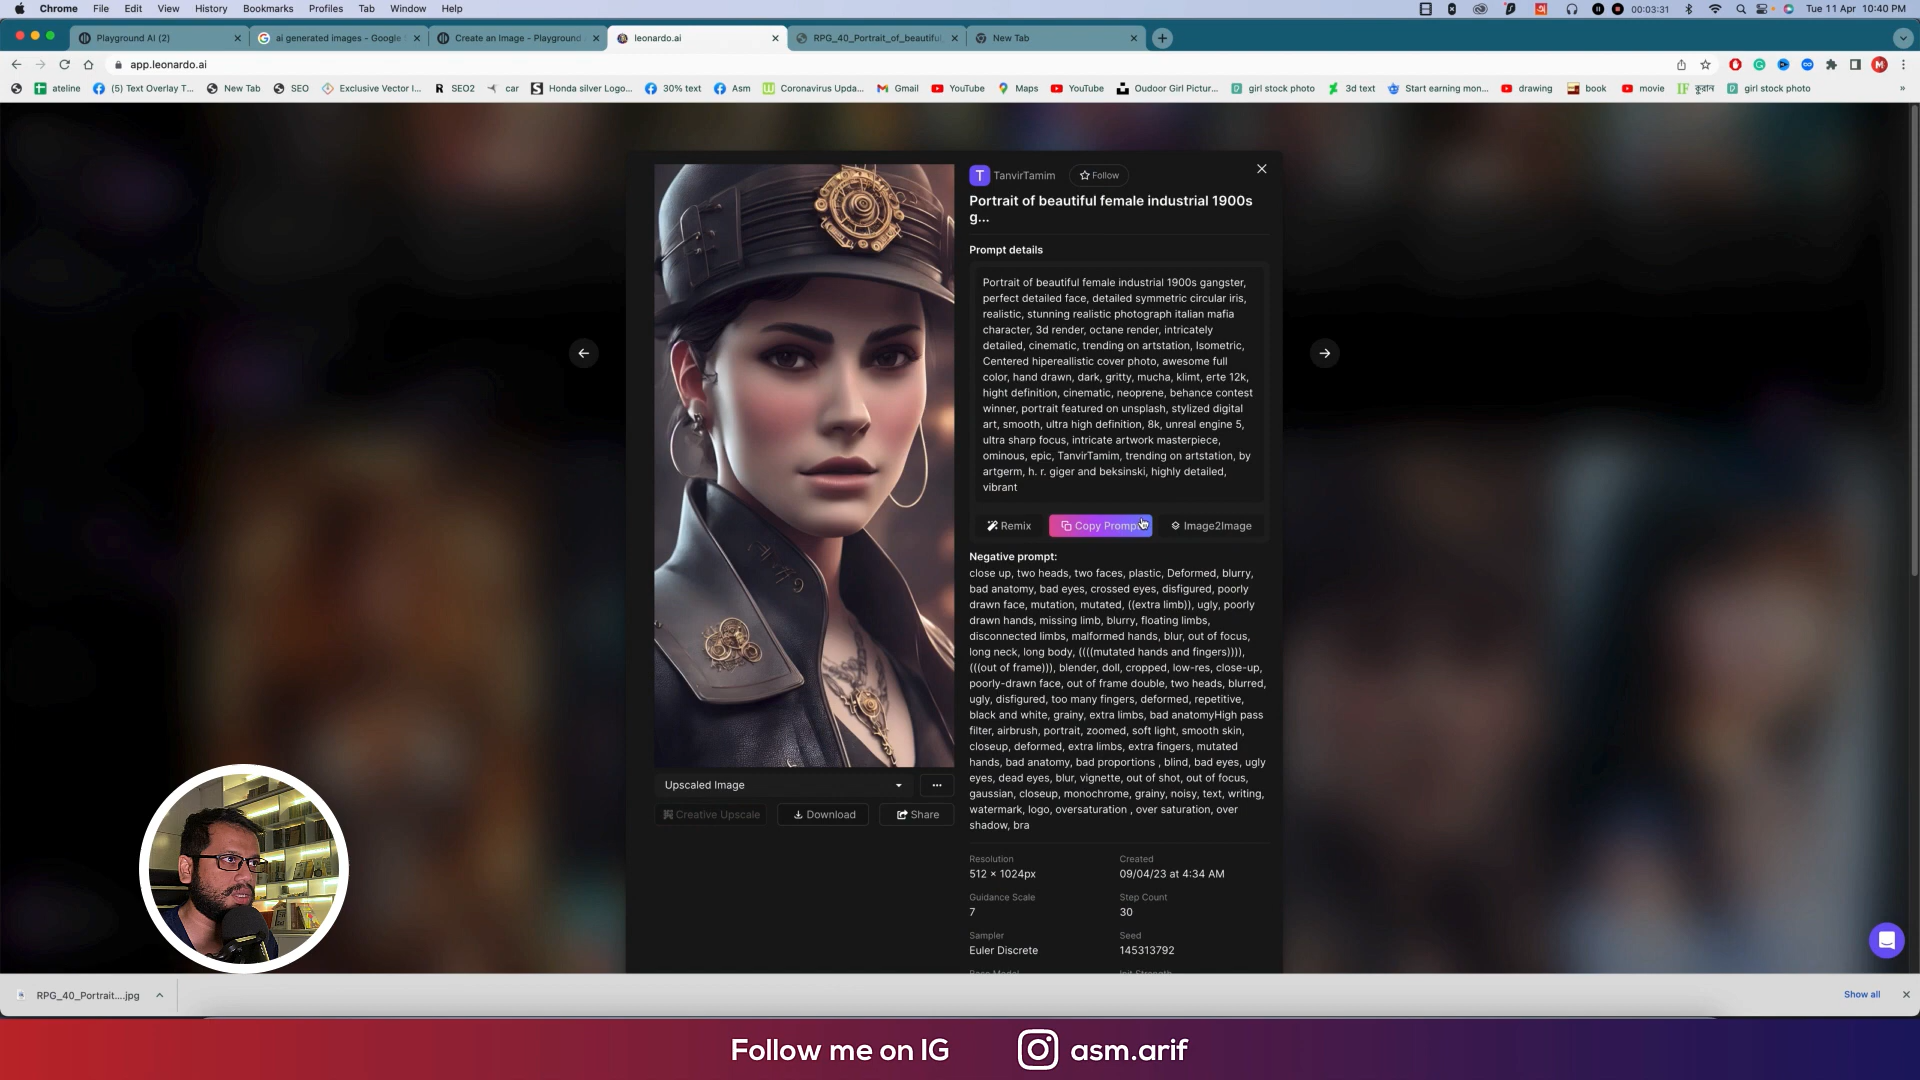 Chrome File Edit View History Bookmarks Profiles Tab Window Help
00:03:31 Tue 11 Apr 10:40 PM
Playground AI (2)
ai generated images - Google
Create an Image - Playground
leonardo.ai
RPG_40_Portrait_of_beautiful
New Tab
app.leonardo.ai
ateline
(5) Text Overlay T...
New Tab
SEO
Exclusive Vector I...
SEO2
car
Honda silver Logo...
30% text
Asm
Coronavirus Upda...
Gmail
YouTube
Maps
YouTube
Oudoor Girl Pictur...
girl stock photo
3d text
Start earning mon...
drawing
book
movie
IF কুরান
girl stock photo
T TanvirTamim Follow
Portrait of beautiful female industrial 1900s
g...
Prompt details
Portrait of beautiful female industrial 1900s gangster,
perfect detailed face, detailed symmetric circular iris,
realistic, stunning realistic photograph italian mafia
character, 3d render, octane render, intricately
detailed, cinematic, trending on artstation, Isometric,
Centered hipereallistic cover photo, awesome full
color, hand drawn, dark, gritty, mucha, klimt, erte 12k,
hight definition, cinematic, neoprene, behance contest
winner, portrait featured on unsplash, stylized digital
art, smooth, ultra high definition, 8k, unreal engine 5,
ultra sharp focus, intricate artwork masterpiece,
ominous, epic, TanvirTamim, trending on artstation, by
artgerm, h. r. giger and beksinski, highly detailed,
vibrant
Remix Copy Prompt Image2Image
Negative prompt:
close up, two heads, two faces, plastic, Deformed, blurry,
bad anatomy, bad eyes, crossed eyes, disfigured, poorly
drawn face, mutation, mutated, ((extra limb)), ugly, poorly
drawn hands, missing limb, blurry, floating limbs,
disconnected limbs, malformed hands, blur, out of focus,
long neck, long body, ((((mutated hands and fingers)))),
(((out of frame))), blender, doll, cropped, low-res, close-up,
poorly-drawn face, out of frame double, two heads, blurred,
ugly, disfigured, too many fingers, deformed, repetitive,
black and white, grainy, extra limbs, bad anatomyHigh pass
filter, airbrush, portrait, zoomed, soft light, smooth skin,
closeup, deformed, extra limbs, extra fingers, mutated
hands, bad anatomy, bad proportions , blind, bad eyes, ugly
eyes, dead eyes, blur, vignette, out of shot, out of focus,
gaussian, closeup, monochrome, grainy, noisy, text, writing,
watermark, logo, oversaturation , over saturation, over
shadow, bra
Upscaled Image
Creative Upscale Download Share
Resolution Created
512 × 1024px 09/04/23 at 4:34 AM
Guidance Scale Step Count
7 30
Sampler Seed
Euler Discrete 145313792
RPG_40_Portrait....jpg
Show all
Follow me on IG asm.arif